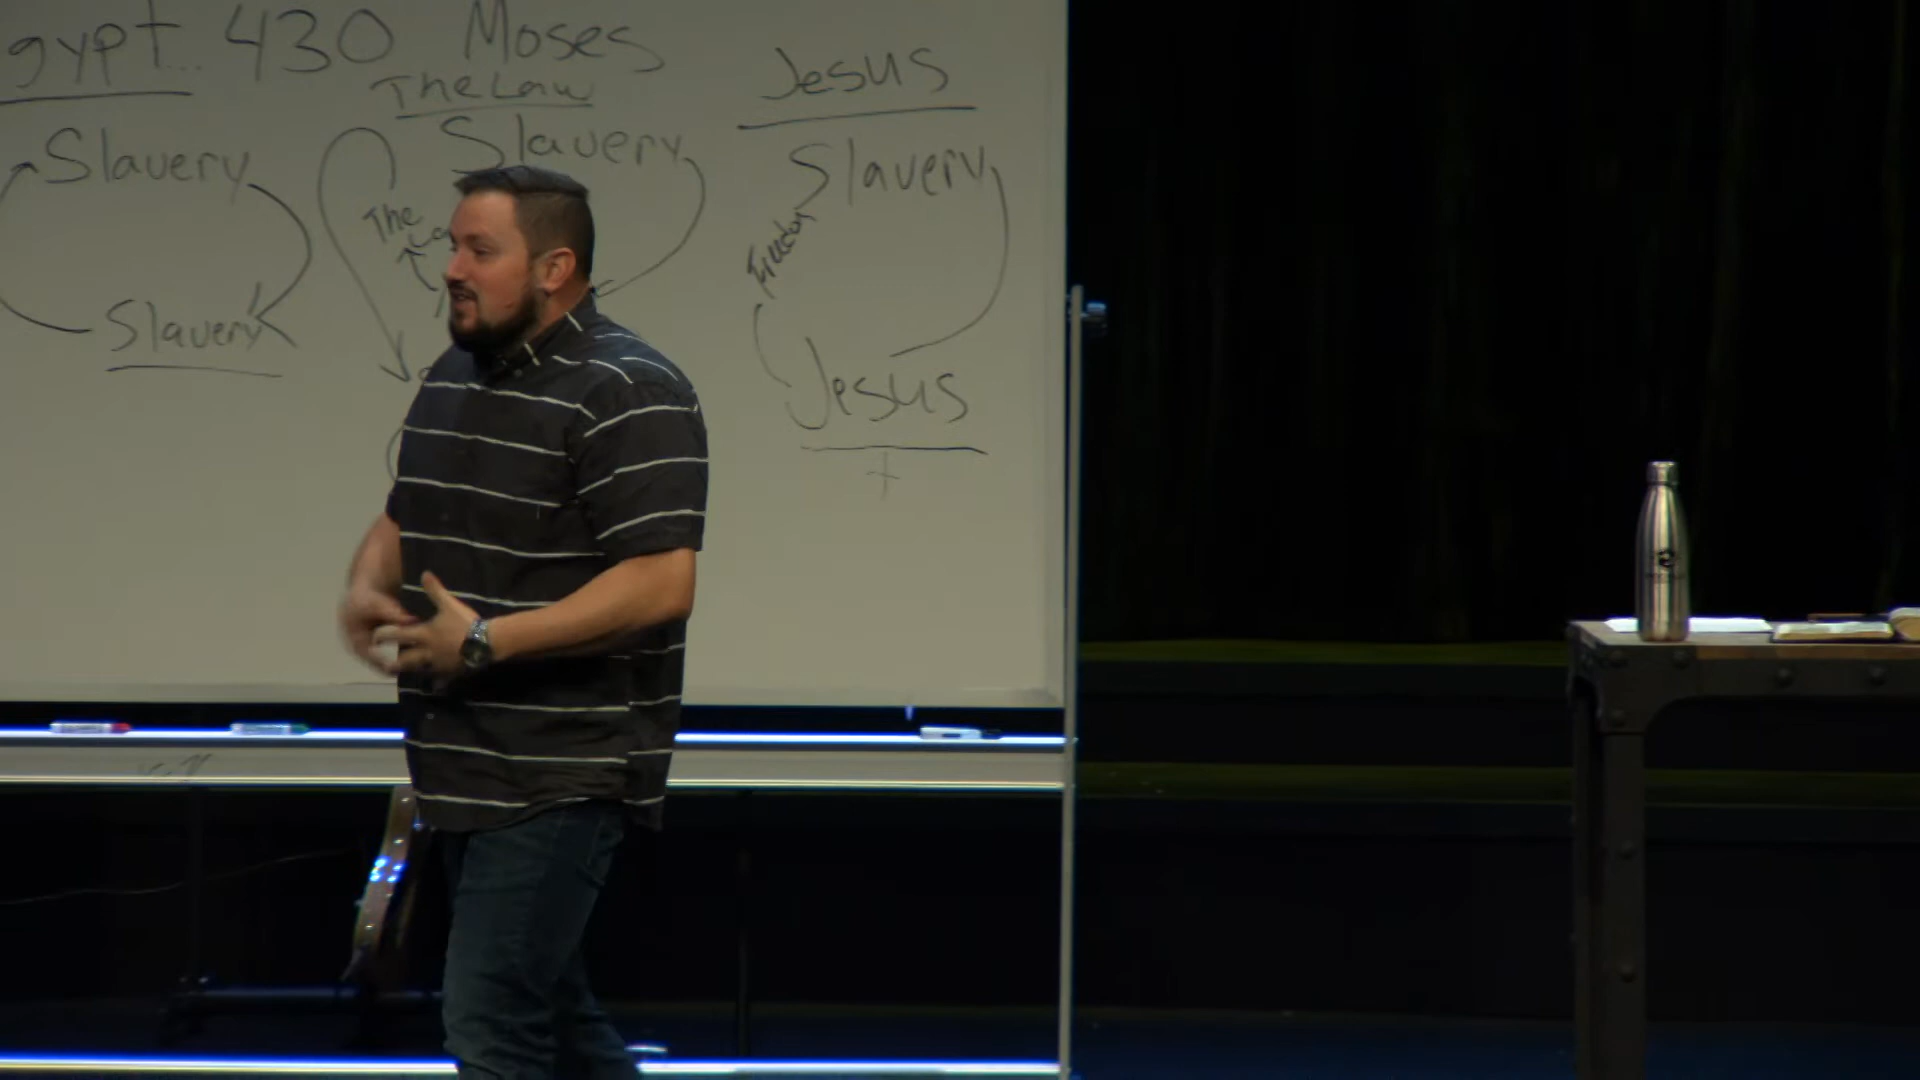 gypt... 430 Moses
The Law
Jesus
Slavery
Slavery
Slavery
The
Slavery
Jesus